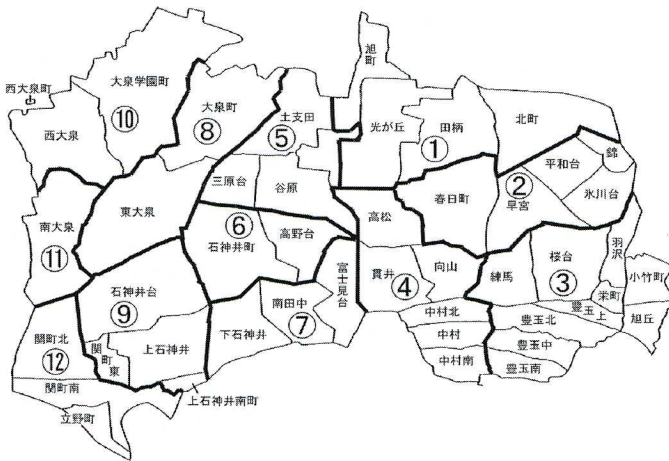 旭町
大泉学園町
西大泉町
⑩
大泉町
⑧
土支田
⑤
光が丘
田柄
①
北町
西大泉
錦
平和台
②
早宮
氷川台
三原台
谷原
春日町
東大泉
高松
南大泉
⑪
⑥
石神井町
高野台
羽沢
桜台
③
練馬
貫井
向山
④
富士見台
小竹町
石神井台
⑨
南田中
⑦
栄町
旭丘
中村北
豊玉上
豊玉北
関町北
⑫
関町東
上石神井
下石神井
中村
豊玉中
中村南
豊玉南
関町南
上石神井南町
立野町